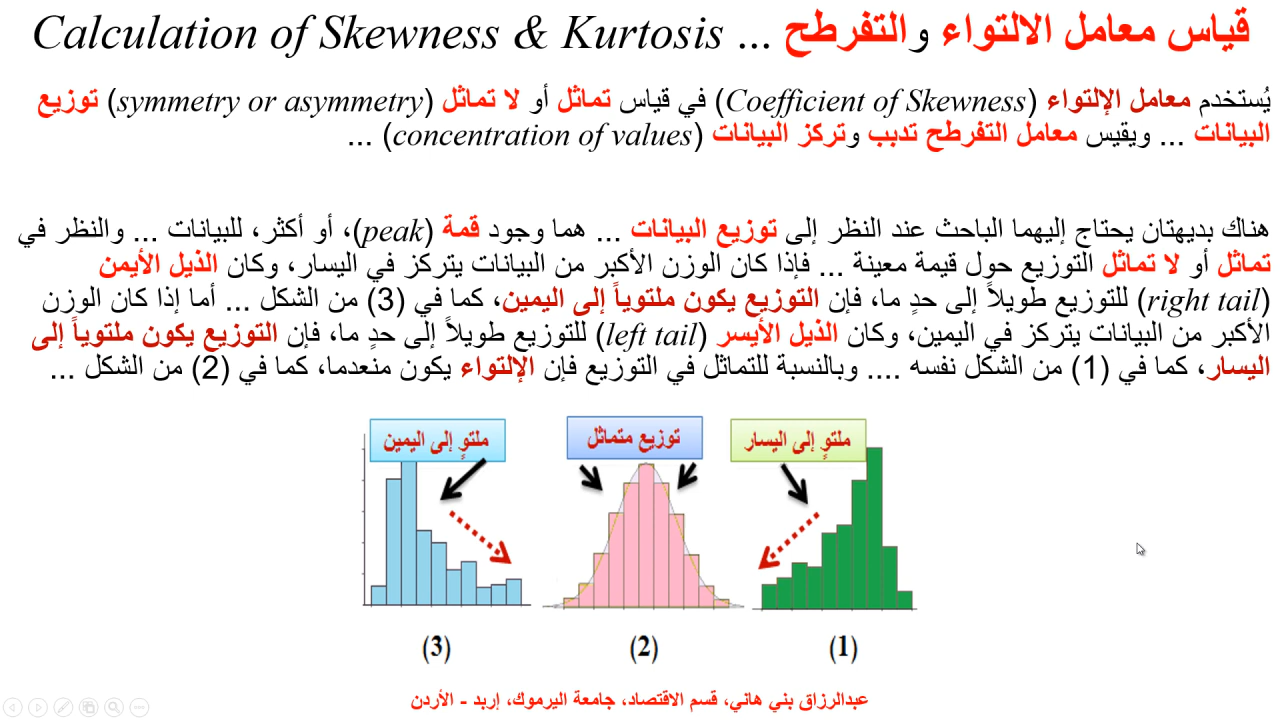 قياس معامل الالتواء والتفرطح ... Calculation of Skewness & Kurtosis
يُستخدم معامل الإلتواء (Coefficient of Skewness) في قياس تماثل أو لا تماثل (symmetry or asymmetry) توزيع
البيانات ... ويقيس معامل التفرطح تدبب وتركز البيانات (concentration of values) ...
هناك بديهتان يحتاج إليهما الباحث عند النظر إلى توزيع البيانات ... هما وجود قمة (peak)، أو أكثر، للبيانات ... والنظر في
تماثل أو لا تماثل التوزيع حول قيمة معينة ... فإذا كان الوزن الأكبر من البيانات يتركز في اليسار، وكان الذيل الأيمن
(right tail) للتوزيع طويلاً إلى حدٍ ما، فإن التوزيع يكون ملتوياً إلى اليمين، كما في (3) من الشكل ... أما إذا كان الوزن
الأكبر من البيانات يتركز في اليمين، وكان الذيل الأيسر (left tail) للتوزيع طويلاً إلى حدٍ ما، فإن التوزيع يكون ملتوياً إلى
اليسار، كما في (1) من الشكل نفسه .... وبالنسبة للتماثل في التوزيع فإن الإلتواء يكون منعدما، كما في (2) من الشكل ...
ملتوٍ إلى اليسار
توزيع متماثل
ملتوٍ إلى اليمين
(1)
(2)
(3)
عبدالرزاق بني هاني، قسم الاقتصاد، جامعة اليرموك، إربد - الأردن